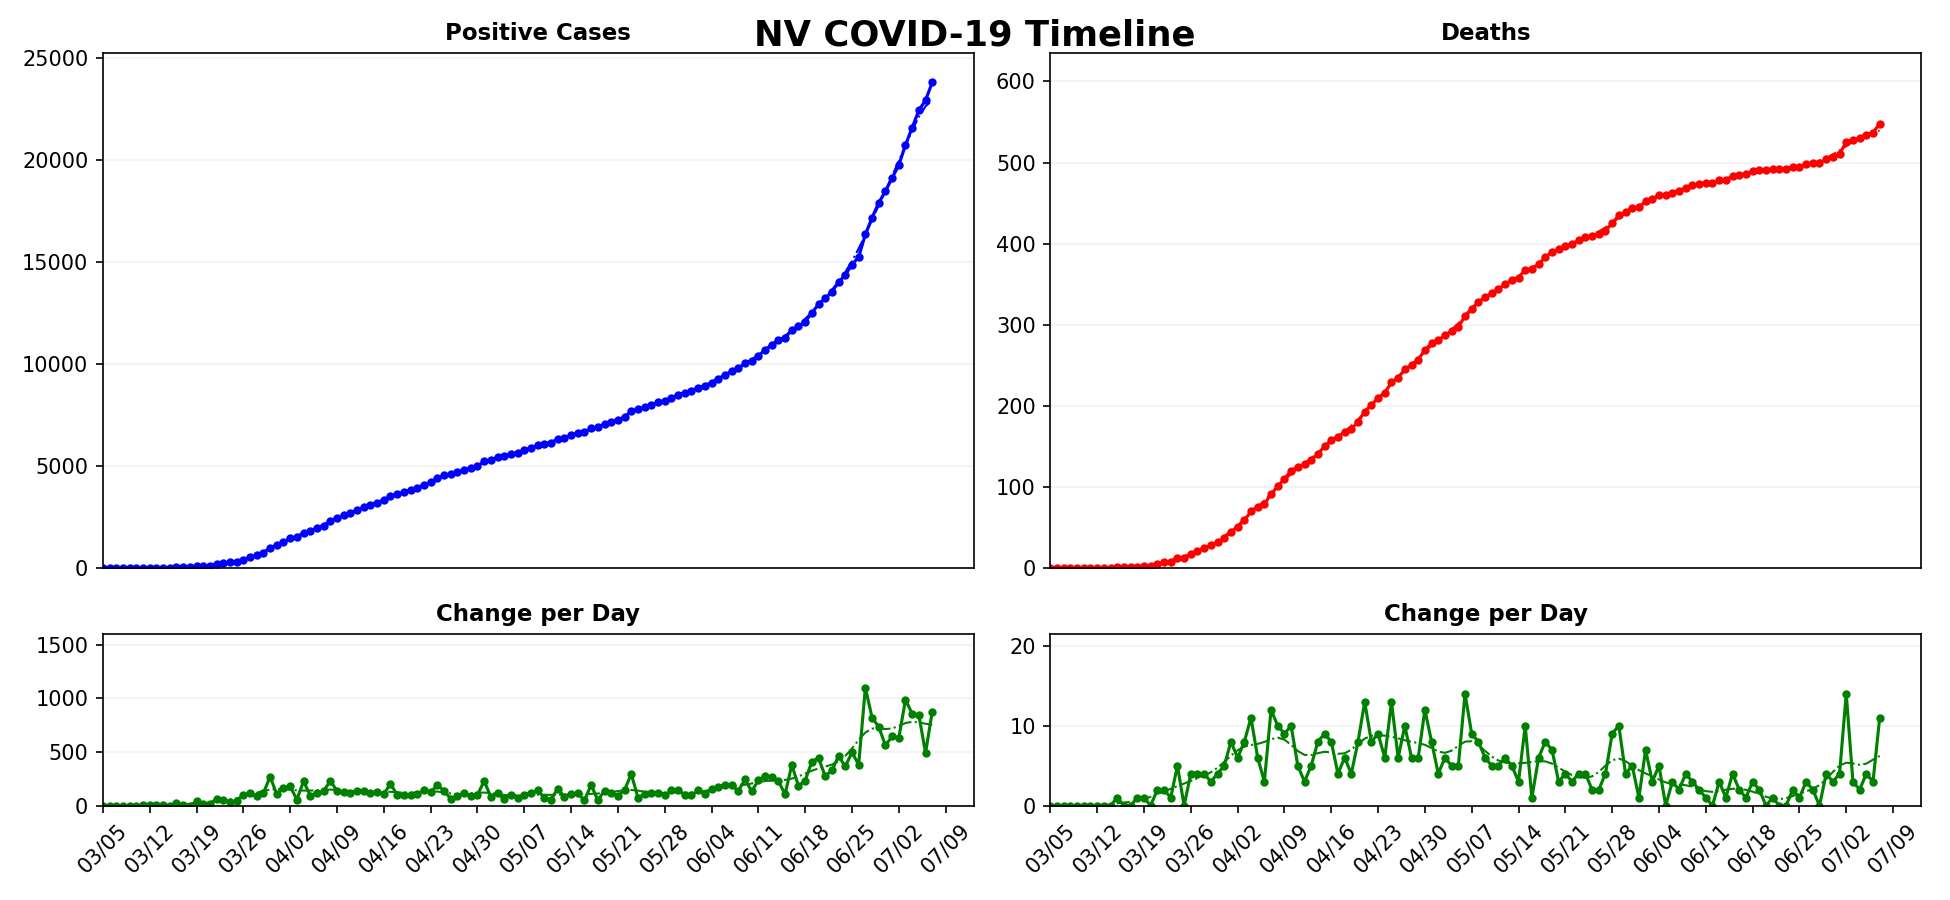 NV COVID-19 Timeline
Positive Cases
Deaths
25000
20000
15000
10000
5000
0
600
500
400
300
200
100
0
Change per Day
Change per Day
1500
1000
500
0
20
10
0
03/05 03/12 03/19 03/26 04/02 04/09 04/16 04/23 04/30 05/07 05/14 05/21 05/28 06/04 06/11 06/18 06/25 07/02 07/09
03/05 03/12 03/19 03/26 04/02 04/09 04/16 04/23 04/30 05/07 05/14 05/21 05/28 06/04 06/11 06/18 06/25 07/02 07/09